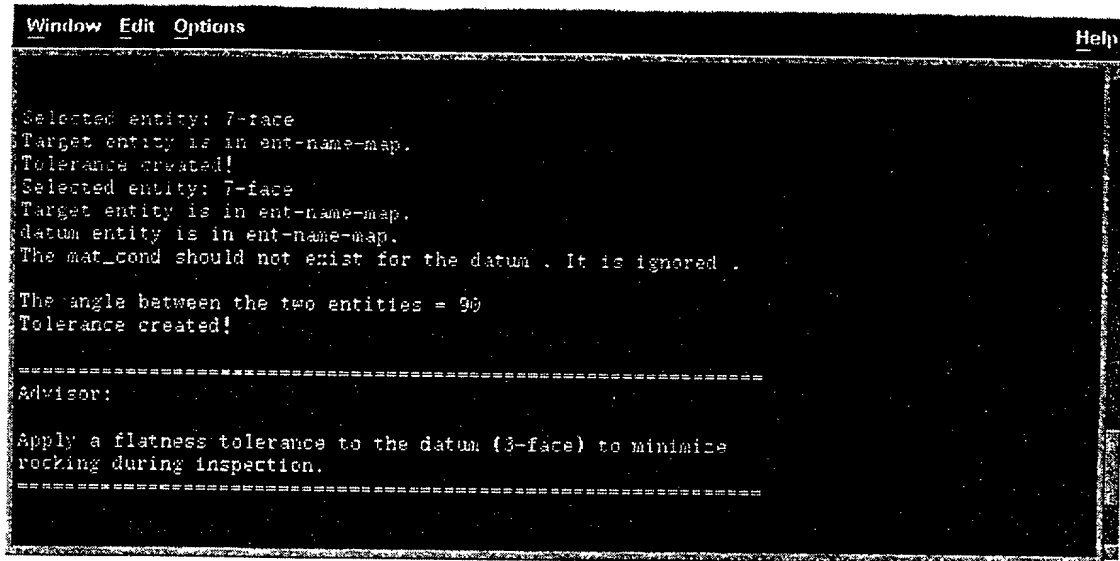 Window Edit Options Help
Selected entity: 7-face
Target entity is in ent-name-map.
Tolerance created!
Selected entity: 7-face
Target entity is in ent-name-map.
datum entity is in ent-name-map.
The mat_cond should not exist for the datum . It is ignored .
The angle between the two entities = 90
Tolerance created!
==============================================================
Advisor:
Apply a flatness tolerance to the datum (3-face) to minimize
rocking during inspection.
==============================================================